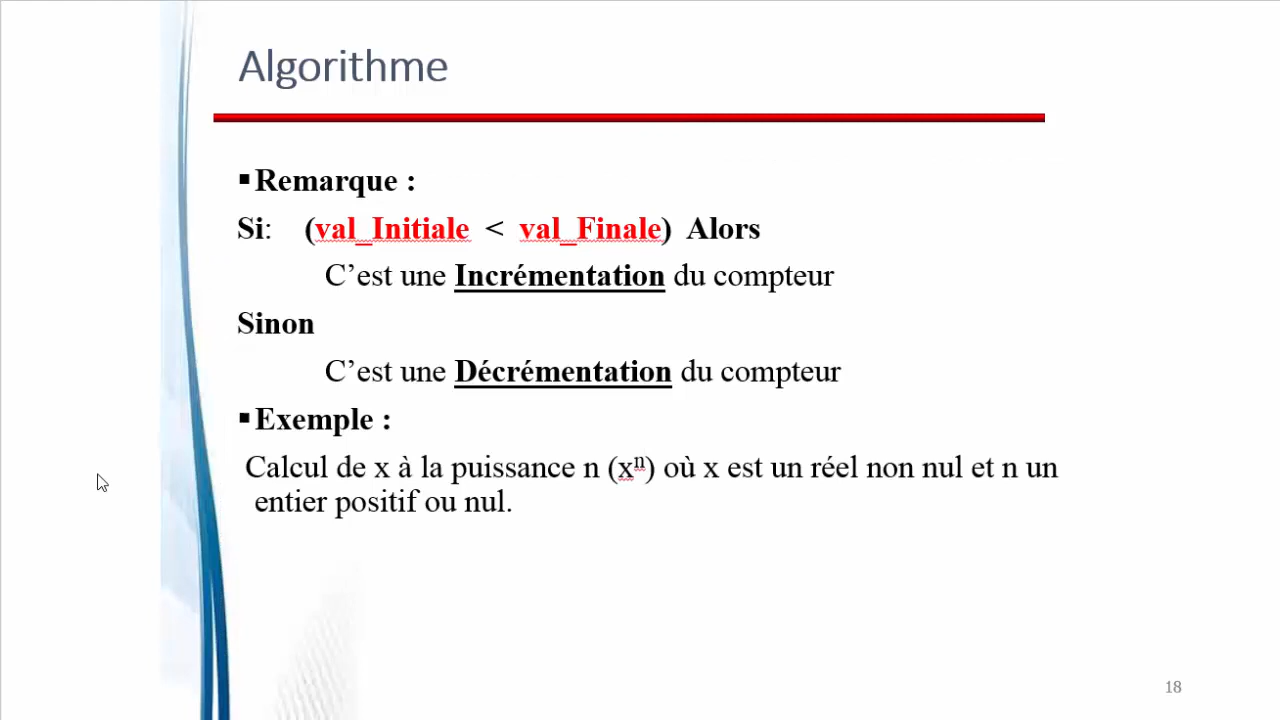 Algorithme
▪Remarque :
Si: (val_Initiale < val_Finale) Alors
C’est une Incrémentation du compteur
Sinon
C’est une Décrémentation du compteur
▪Exemple :
Calcul de x à la puissance n (xⁿ) où x est un réel non nul et n un
entier positif ou nul.
18